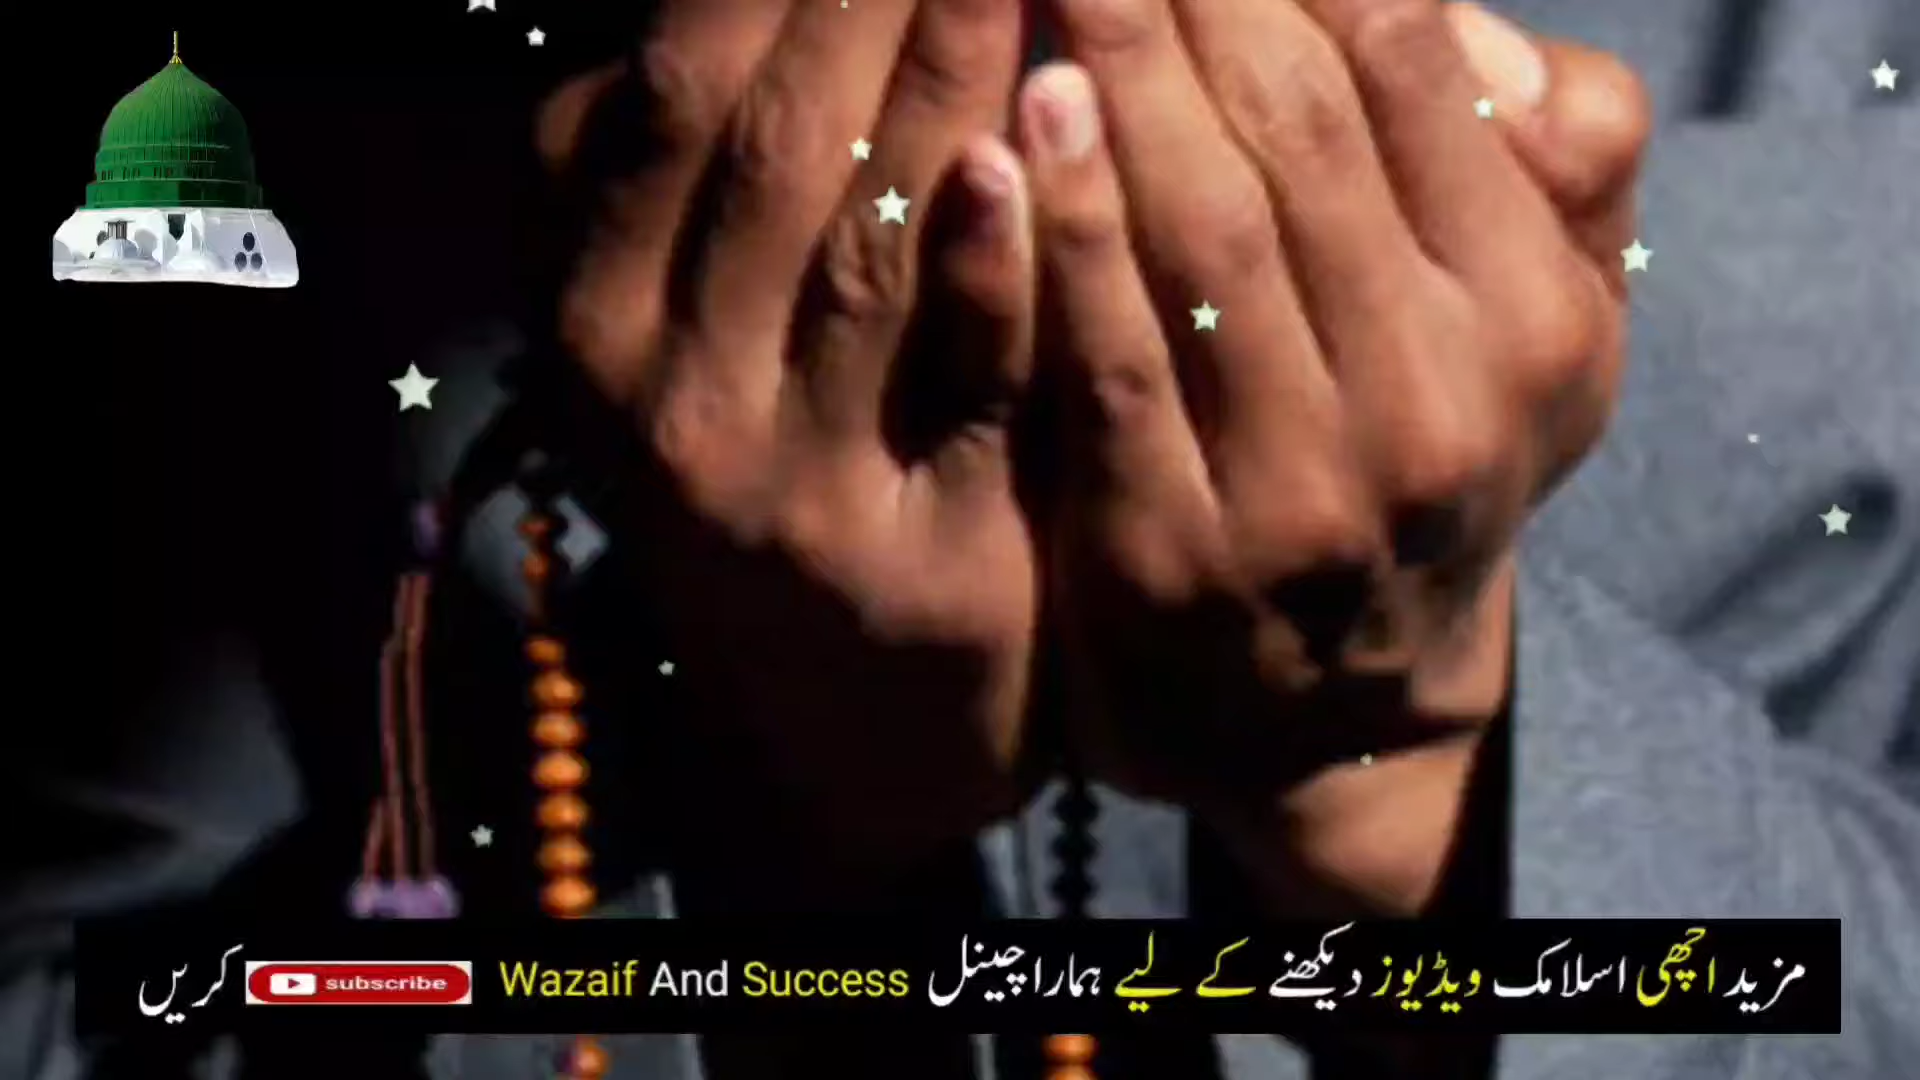 مزید اچھی اسلامک ویڈیوز دیکھنے کے لیے ہمارا چینل Wazaif And Success subscribe کریں